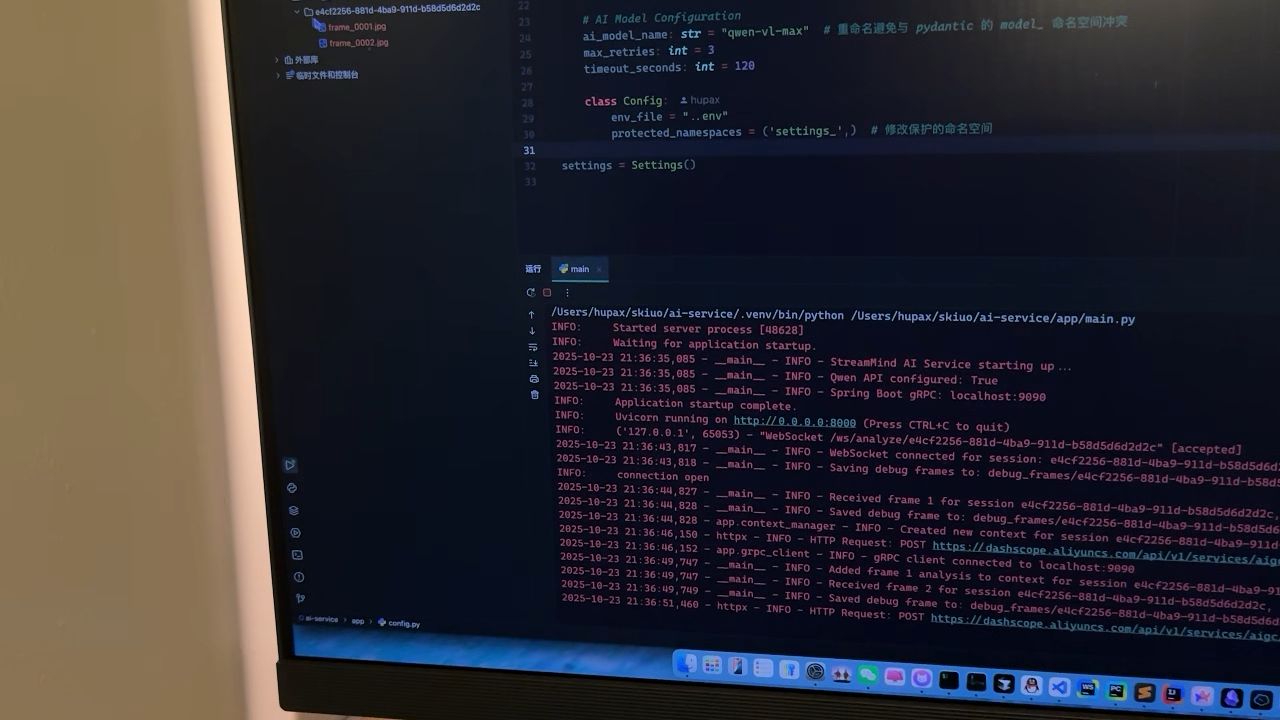 e4cf2256-881d-4ba9-911d-b58d5d6d2d2c
frame_0001.jpg
frame_0002.jpg
外部库
临时文件和控制台
22
23 # AI Model Configuration
24 ai_model_name: str = "qwen-vl-max" # 重命名避免与 pydantic 的 model_ 命名空间冲突
25 max_retries: int = 3
26 timeout_seconds: int = 120
27
28 class Config: hupax
29 env_file = "..env"
30 protected_namespaces = ('settings_',) # 修改保护的命名空间
31
32 settings = Settings()
33
运行 main
/Users/hupax/skiuo/ai-service/.venv/bin/python /Users/hupax/skiuo/ai-service/app/main.py
INFO: Started server process [48628]
INFO: Waiting for application startup.
2025-10-23 21:36:35,085 - __main__ - INFO - StreamMind AI Service starting up...
2025-10-23 21:36:35,085 - __main__ - INFO - Qwen API configured: True
2025-10-23 21:36:35,085 - __main__ - INFO - Spring Boot gRPC: localhost:9090
INFO: Application startup complete.
INFO: Uvicorn running on http://0.0.0.0:8000 (Press CTRL+C to quit)
INFO: ('127.0.0.1', 65053) - "WebSocket /ws/analyze/e4cf2256-881d-4ba9-911d-b58d5d6d2d2c" [accepted]
2025-10-23 21:36:43,817 - __main__ - INFO - WebSocket connected for session: e4cf2256-881d-4ba9-911d-b58d5d6d2
2025-10-23 21:36:43,818 - __main__ - INFO - Saving debug frames to: debug_frames/e4cf2256-881d-4ba9-911d-b58d5d
INFO: connection open
2025-10-23 21:36:44,827 - __main__ - INFO - Received frame 1 for session e4cf2256-881d-4ba9-911d-b58d5d6d2d2c,
2025-10-23 21:36:44,828 - __main__ - INFO - Saved debug frame to: debug_frames/e4cf2256-881d-4ba9-911d-b58d5d6d
2025-10-23 21:36:44,828 - app.context_manager - INFO - Created new context for session e4cf2256-881d-4ba9-911d-
2025-10-23 21:36:46,150 - httpx - INFO - HTTP Request: POST https://dashscope.aliyuncs.com/api/v1/services/aig
2025-10-23 21:36:46,152 - app.grpc_client - INFO - gRPC client connected to localhost:9090
2025-10-23 21:36:49,747 - __main__ - INFO - Added frame 1 analysis to context for session e4cf2256-881d-4ba9-
2025-10-23 21:36:49,747 - __main__ - INFO - Received frame 2 for session e4cf2256-881d-4ba9-911d-b58d5d6d2d2c,
2025-10-23 21:36:49,749 - __main__ - INFO - Saved debug frame to: debug_frames/e4cf2256-881d-4ba9-911d-b58d5d6
2025-10-23 21:36:51,460 - httpx - INFO - HTTP Request: POST https://dashscope.aliyuncs.com/api/v1/services/aigc
ai-service > app > config.py
WS PC